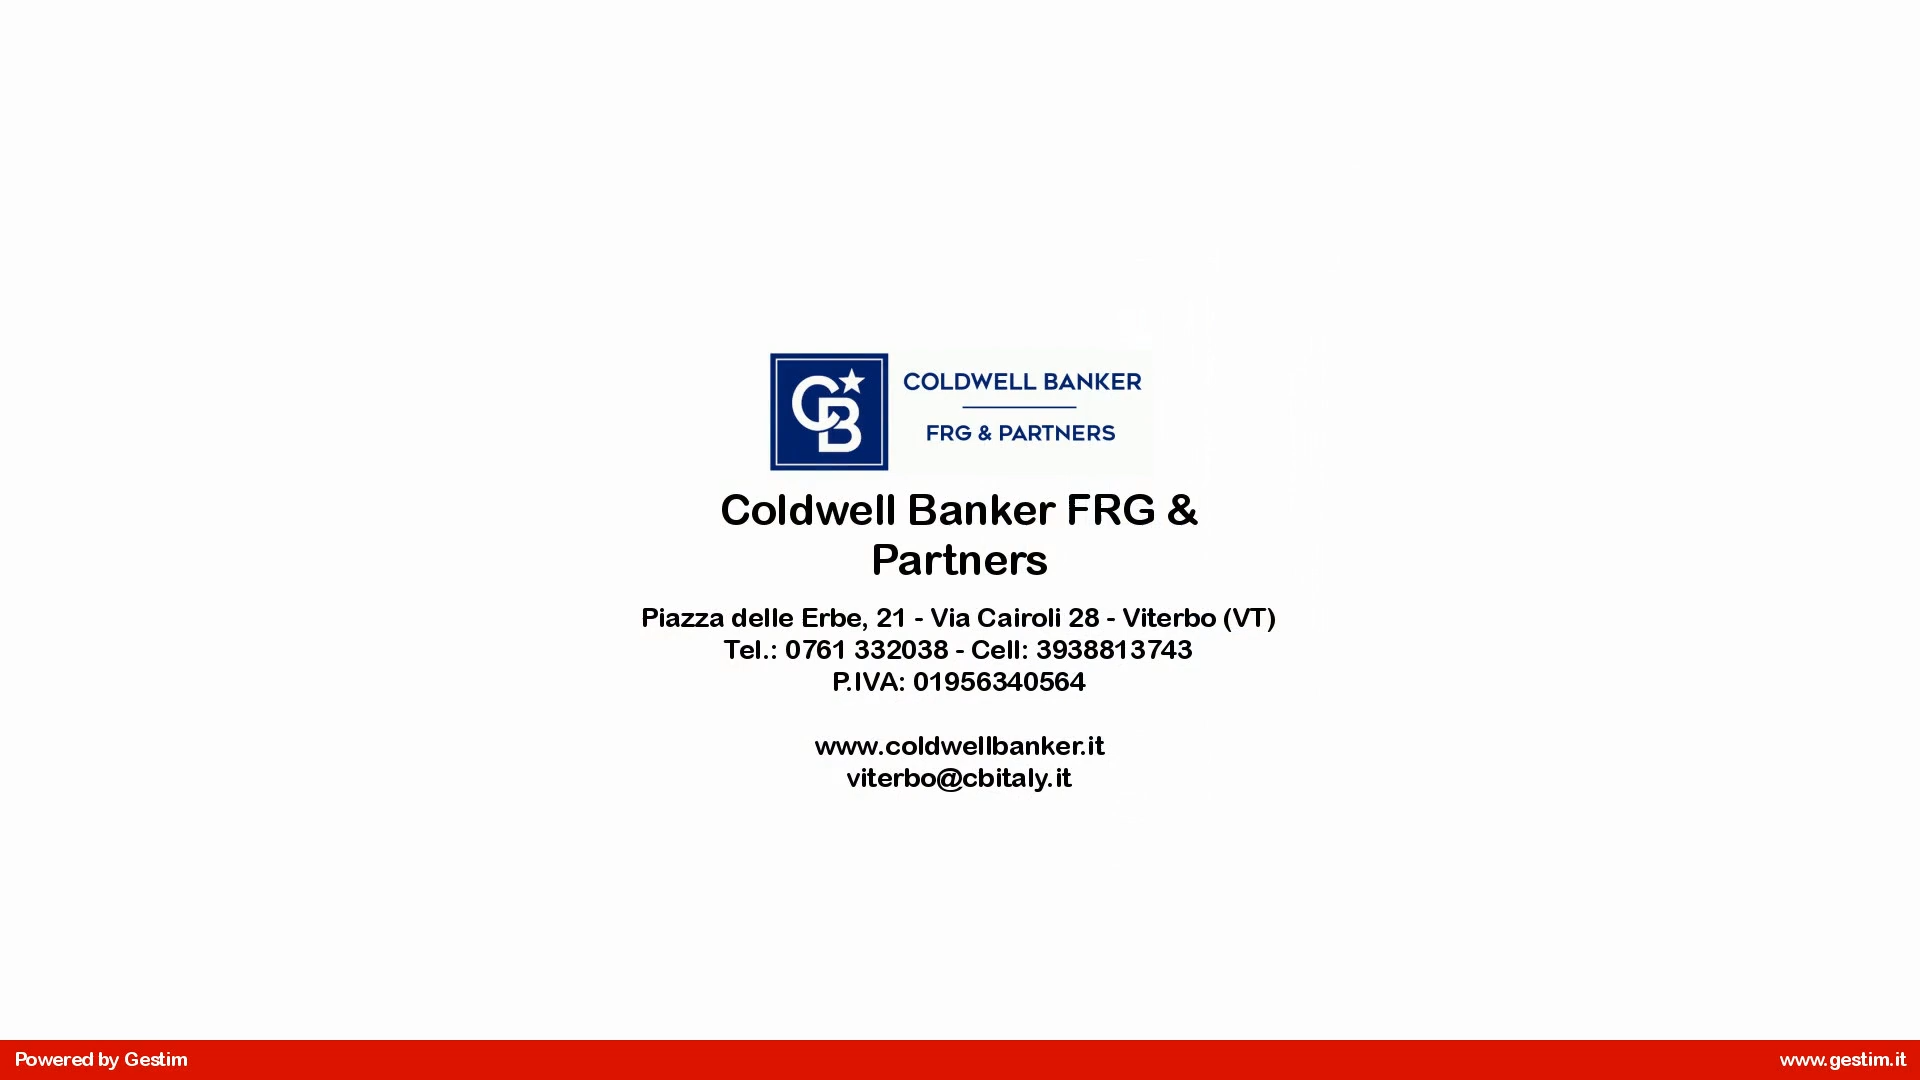 CB
COLDWELL BANKER
FRG & PARTNERS
Coldwell Banker FRG &
Partners
Piazza delle Erbe, 21 - Via Cairoli 28 - Viterbo (VT)
Tel.: 0761 332038 - Cell: 3938813743
P.IVA: 01956340564
www.coldwellbanker.it
viterbo@cbitaly.it
Powered by Gestim
www.gestim.it